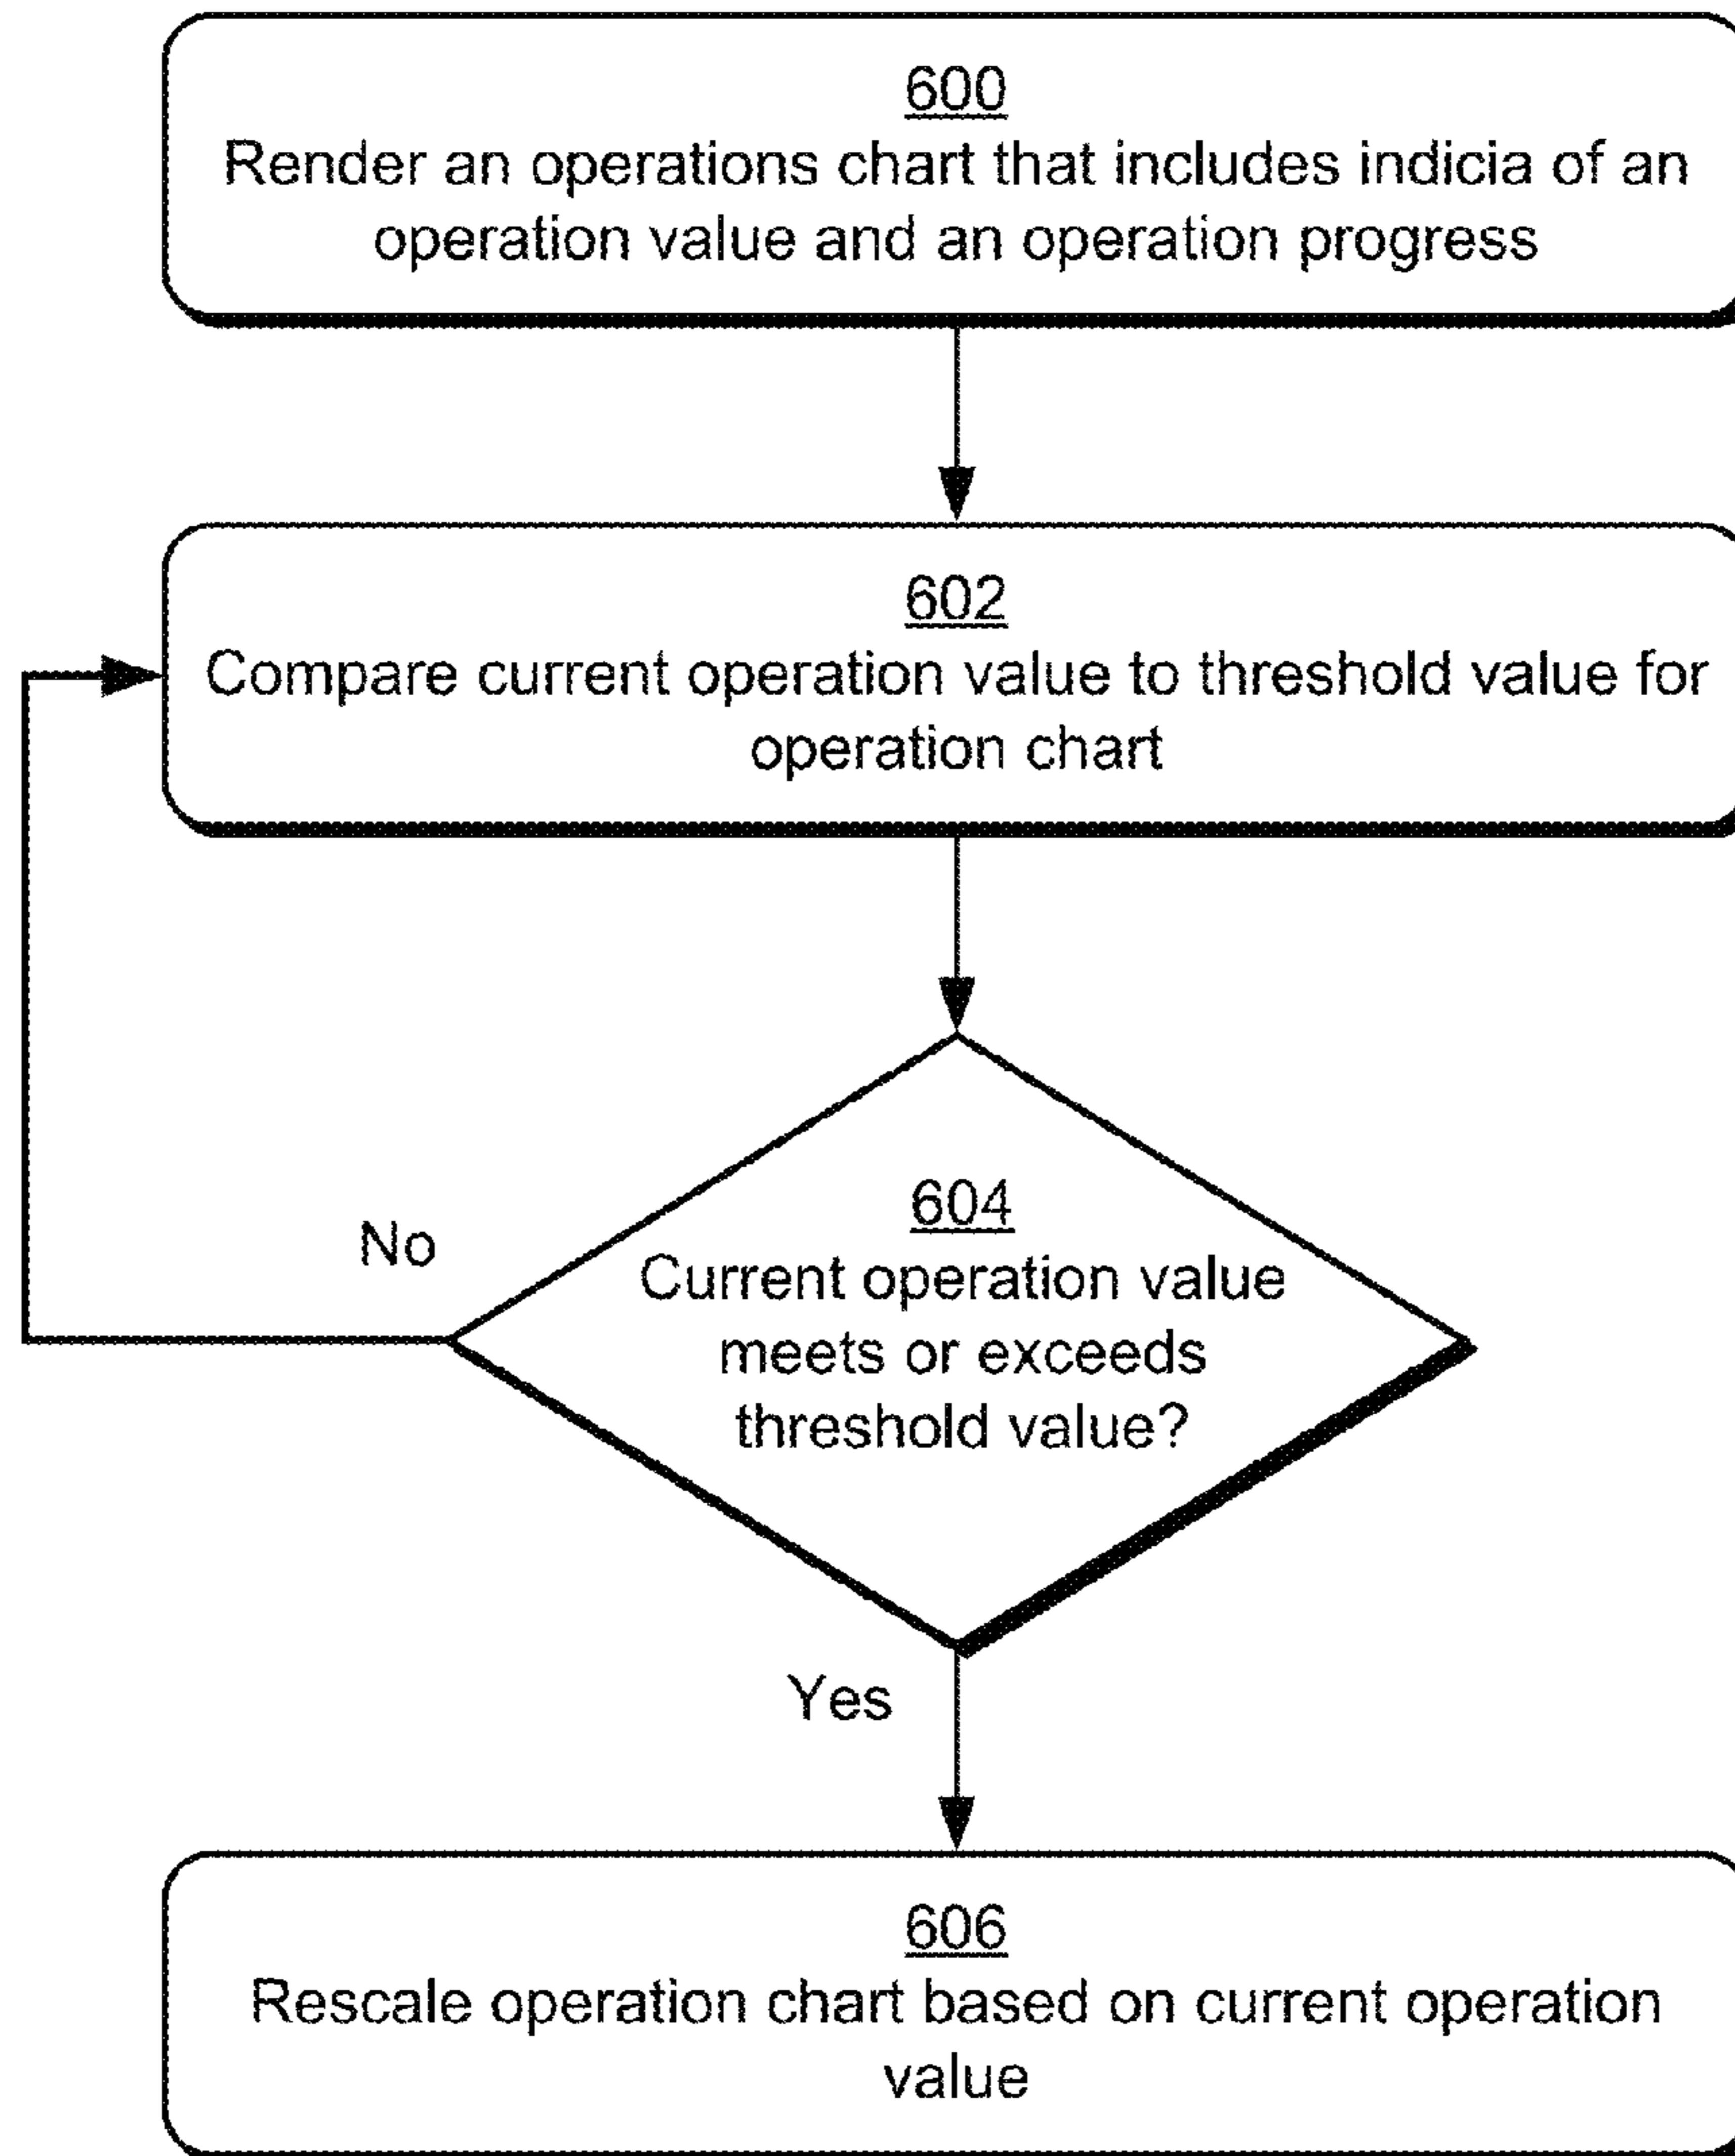 600
Render an operations chart that includes indicia of an
operation value and an operation progress
602
Compare current operation value to threshold value for
operation chart
604
Current operation value
meets or exceeds
threshold value?
No
Yes
606
Rescale operation chart based on current operation
value